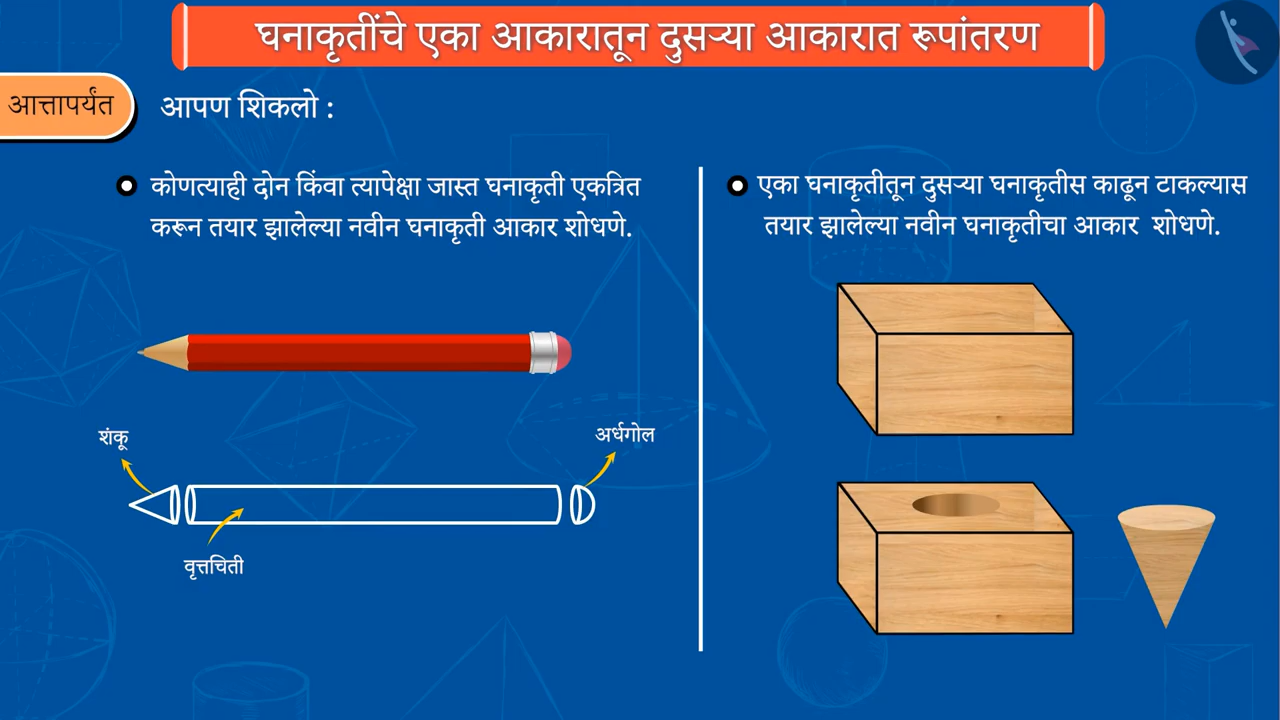 घनाकृतींचे एका आकारातून दुसऱ्या आकारात रूपांतरण
आत्तापर्यंत
आपण शिकलो :
कोणत्याही दोन किंवा त्यापेक्षा जास्त घनाकृती एकत्रित
करून तयार झालेल्या नवीन घनाकृती आकार शोधणे.
एका घनाकृतीतून दुसऱ्या घनाकृतीस काढून टाकल्यास
तयार झालेल्या नवीन घनाकृतीचा आकार शोधणे.
शंकू
अर्धगोल
वृत्तचिती